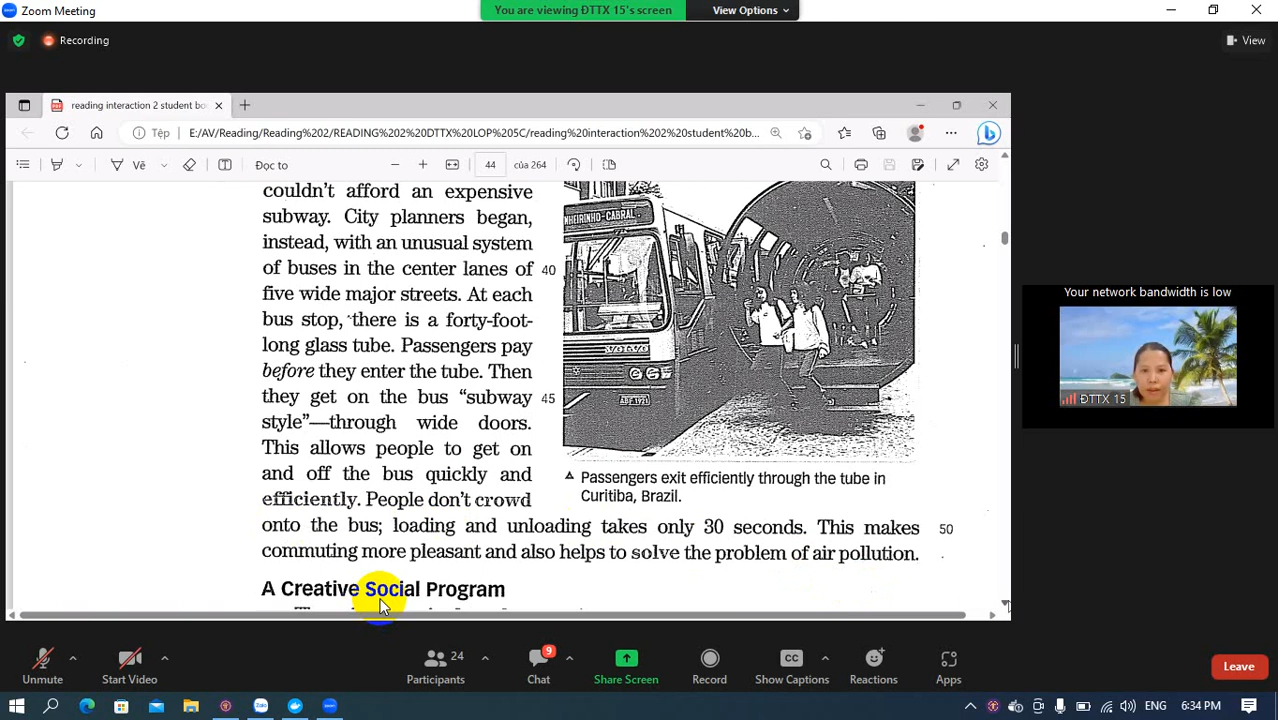 Zoom Meeting
You are viewing ĐTTX 15's screen
View Options
Recording
View
reading interaction 2 student bo
Tệp
E:/AV/Reading/Reading%202/READING%202%20DTTX%20LOP%205C/reading%20interaction%202%20student%20b...
Vẽ
Đọc to
44
của 264
couldn't afford an expensive
subway. City planners began,
instead, with an unusual system
of buses in the center lanes of 40
five wide major streets. At each
bus stop, there is a forty-foot-
long glass tube. Passengers pay
before they enter the tube. Then
they get on the bus "subway 45
style"—through wide doors.
This allows people to get on
and off the bus quickly and
efficiently. People don't crowd
onto the bus; loading and unloading takes only 30 seconds. This makes 50
commuting more pleasant and also helps to solve the problem of air pollution.
NHEIRINHO-CABRAL
Passengers exit efficiently through the tube in
Curitiba, Brazil.
A Creative Social Program
Your network bandwidth is low
ĐTTX 15
Unmute
Start Video
24
Participants
9
Chat
Share Screen
Record
CC
Show Captions
Reactions
Apps
Leave
ENG
6:34 PM